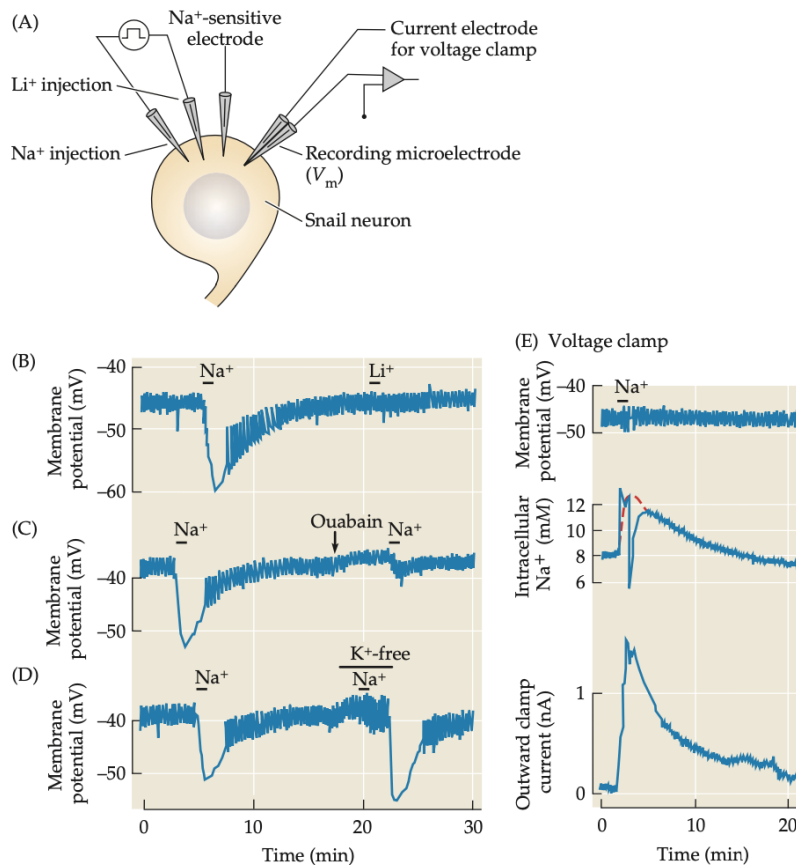 (A)
Na⁺-sensitive
electrode
Current electrode
for voltage clamp
Li⁺ injection
Na⁺ injection
Recording microelectrode
(Vm)
Snail neuron
(B)
Membrane
potential (mV)
−40
−50
−60
Na⁺
Li⁺
(C)
Membrane
potential (mV)
−40
−50
Na⁺
Ouabain
Na⁺
(D)
Membrane
potential (mV)
−40
−50
Na⁺
K⁺-free
Na⁺
0
10
20
30
Time (min)
(E) Voltage clamp
Membrane
potential (mV)
−40
−50
Na⁺
Intracellular
Na⁺ (mM)
12
10
8
6
Outward clamp
current (nA)
1
0
0
10
20
Time (min)